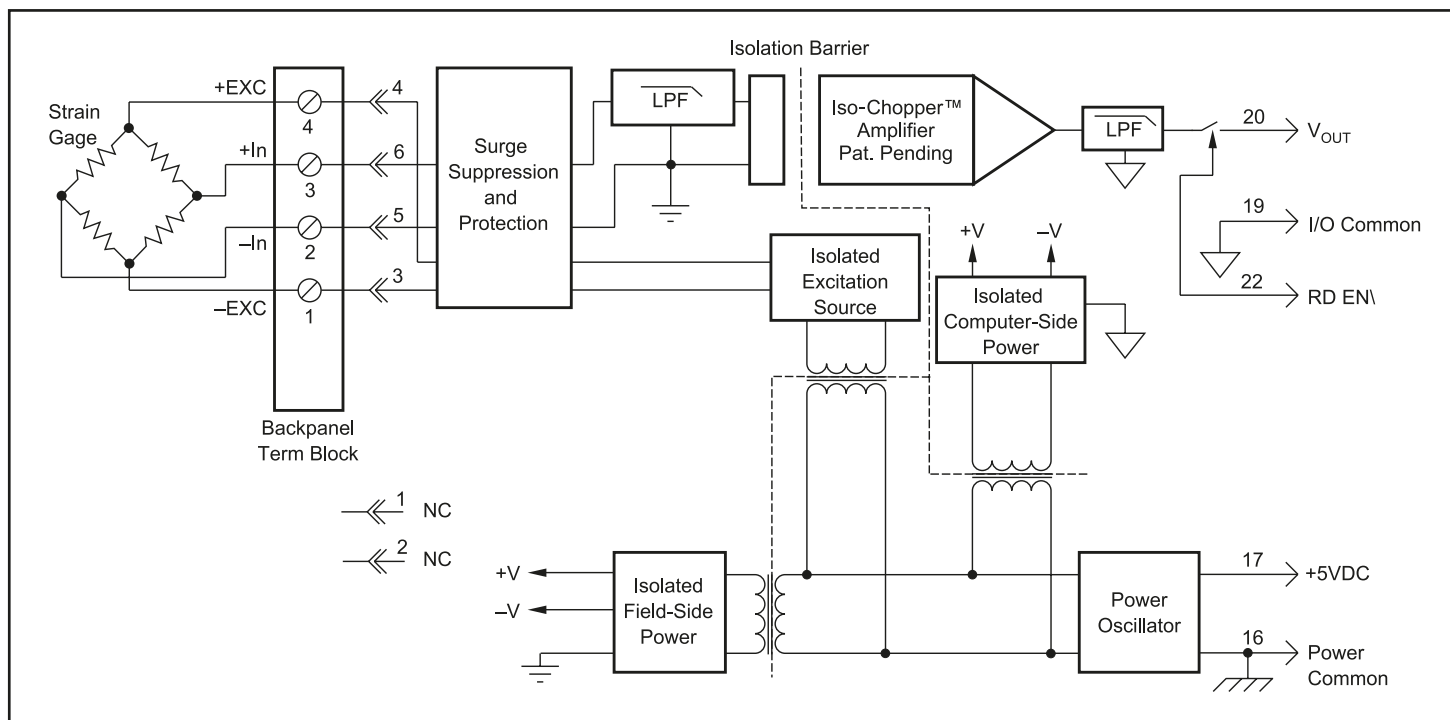 Isolation Barrier
+EXC
4
4
Strain
Gage
+In
3
6
–In
2
5
–EXC
1
3
Backpanel
Term Block
Surge
Suppression
and
Protection
LPF
Iso-Chopper™
Amplifier
Pat. Pending
LPF
20
V_OUT
19
I/O Common
22
RD EN\
Isolated
Excitation
Source
+V
–V
Isolated
Computer-Side
Power
1
NC
2
NC
+V
–V
Isolated
Field-Side
Power
Power
Oscillator
17
+5VDC
16
Power
Common